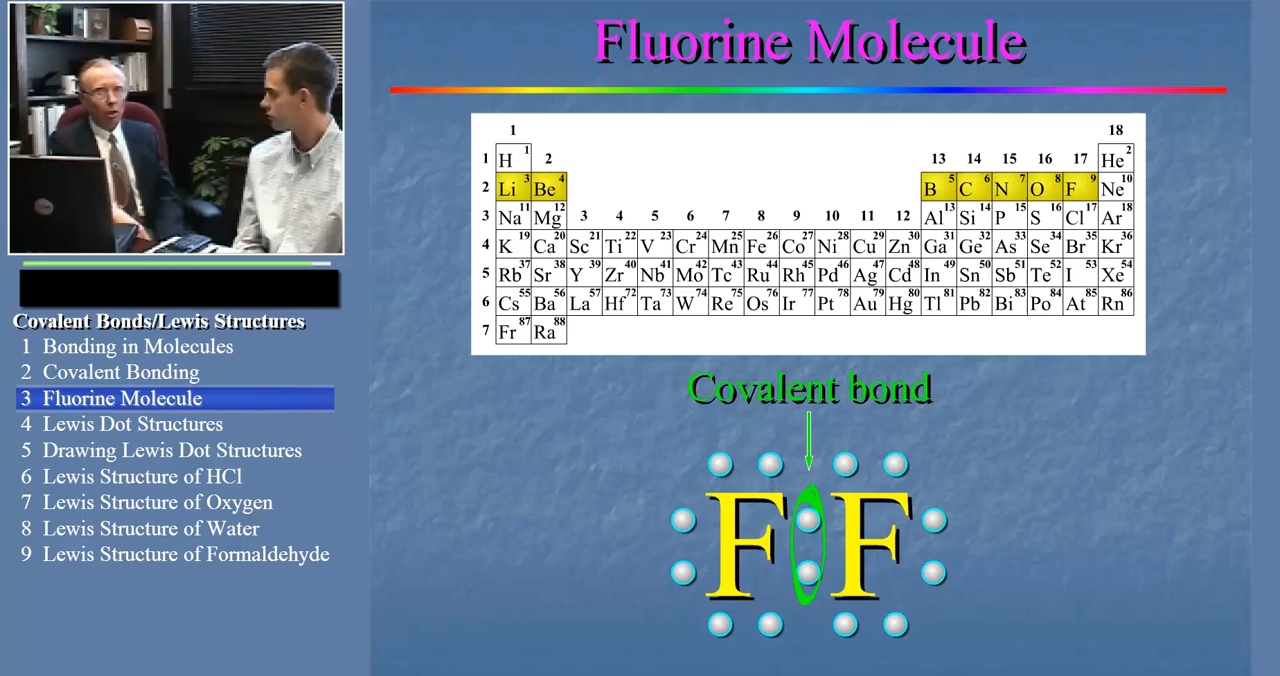 Fluorine Molecule
1 18
1 H 1 2 13 14 15 16 17 He 2
2 Li 3 Be 4 B 5 C 6 N 7 O 8 F 9 Ne 10
3 Na 11 Mg 12 3 4 5 6 7 8 9 10 11 12 Al 13 Si 14 P 15 S 16 Cl 17 Ar 18
4 K 19 Ca 20 Sc 21 Ti 22 V 23 Cr 24 Mn 25 Fe 26 Co 27 Ni 28 Cu 29 Zn 30 Ga 31 Ge 32 As 33 Se 34 Br 35 Kr 36
5 Rb 37 Sr 38 Y 39 Zr 40 Nb 41 Mo 42 Tc 43 Ru 44 Rh 45 Pd 46 Ag 47 Cd 48 In 49 Sn 50 Sb 51 Te 52 I 53 Xe 54
6 Cs 55 Ba 56 La 57 Hf 72 Ta 73 W 74 Re 75 Os 76 Ir 77 Pt 78 Au 79 Hg 80 Tl 81 Pb 82 Bi 83 Po 84 At 85 Rn 86
7 Fr 87 Ra 88
Covalent bond
F F
Covalent Bonds/Lewis Structures
1 Bonding in Molecules
2 Covalent Bonding
3 Fluorine Molecule
4 Lewis Dot Structures
5 Drawing Lewis Dot Structures
6 Lewis Structure of HCl
7 Lewis Structure of Oxygen
8 Lewis Structure of Water
9 Lewis Structure of Formaldehyde